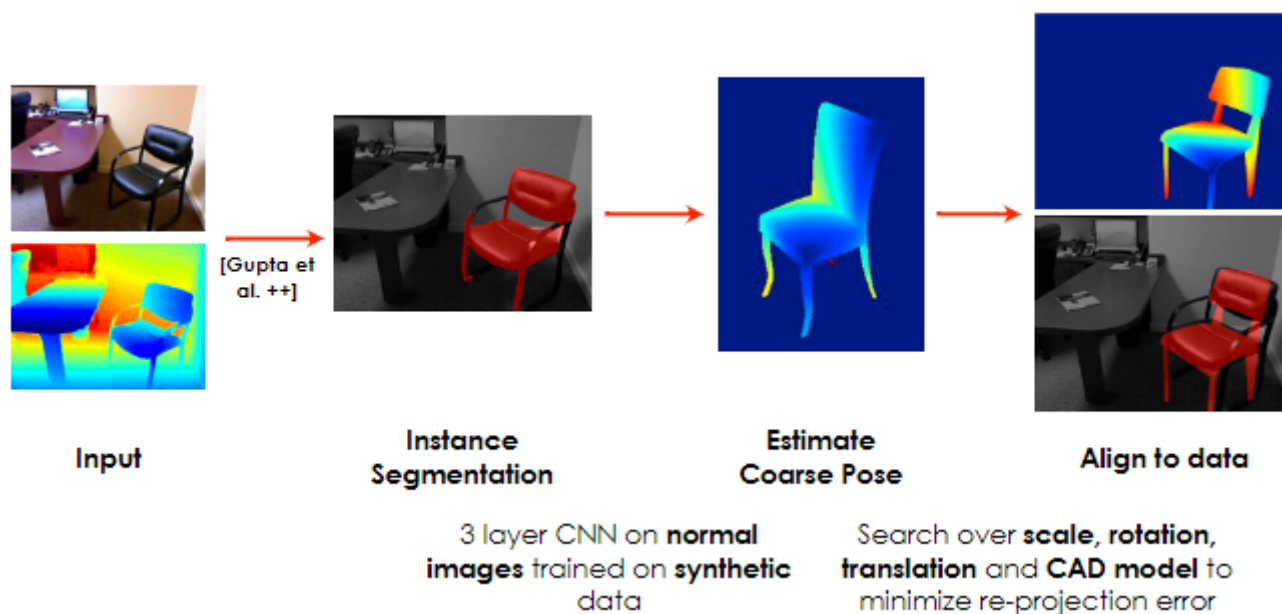 [Gupta et
al. ++]
Input
Instance
Segmentation
Estimate
Coarse Pose
Align to data
3 layer CNN on normal
images trained on synthetic
data
Search over scale, rotation,
translation and CAD model to
minimize re-projection error